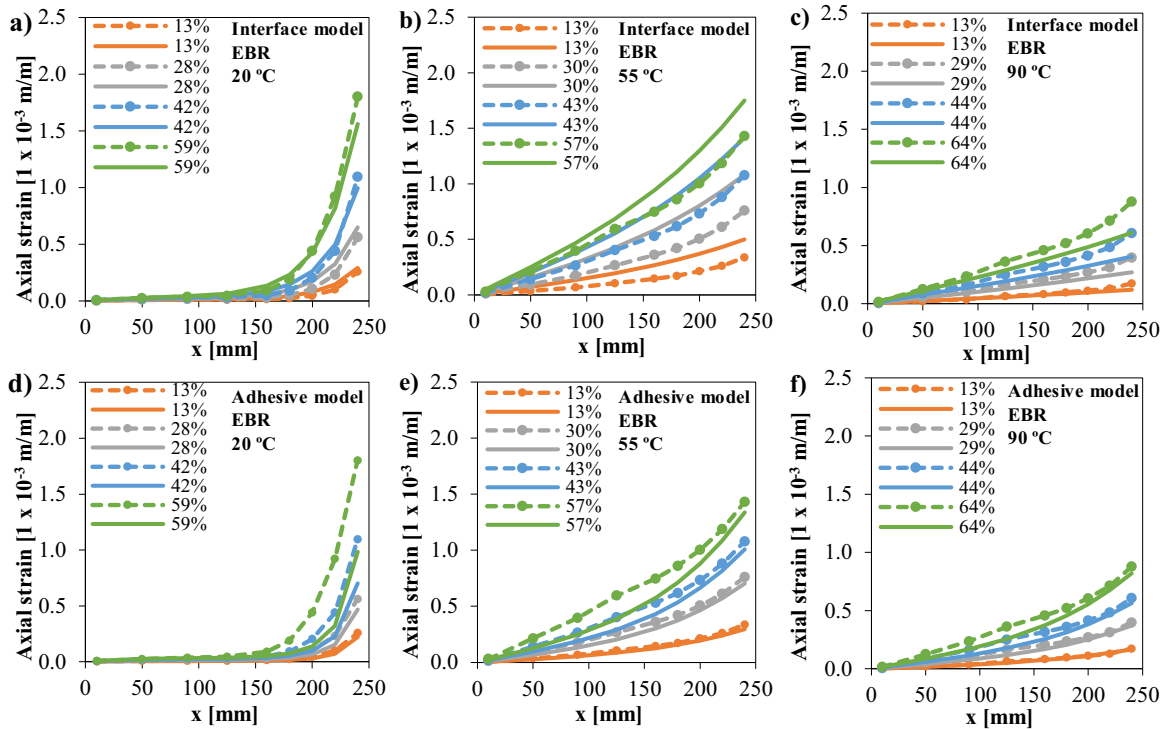 a)
Axial strain [1 x 10⁻³ m/m]
2.5
2.0
1.5
1.0
0.5
0.0
13%
13%
28%
28%
42%
42%
59%
59%
Interface model
EBR
20 ºC
0 50 100 150 200 250
x [mm]
b)
Axial strain [1 x 10⁻³ m/m]
2.5
2.0
1.5
1.0
0.5
0.0
13%
13%
30%
30%
43%
43%
57%
57%
Interface model
EBR
55 ºC
0 50 100 150 200 250
x [mm]
c)
Axial strain [1 x 10⁻³ m/m]
2.5
2.0
1.5
1.0
0.5
0.0
13%
13%
29%
29%
44%
44%
64%
64%
Interface model
EBR
90 ºC
0 50 100 150 200 250
x [mm]
d)
Axial strain [1 x 10⁻³ m/m]
2.5
2.0
1.5
1.0
0.5
0.0
13%
13%
28%
28%
42%
42%
59%
59%
Adhesive model
EBR
20 ºC
0 50 100 150 200 250
x [mm]
e)
Axial strain [1 x 10⁻³ m/m]
2.5
2.0
1.5
1.0
0.5
0.0
13%
13%
30%
30%
43%
43%
57%
57%
Adhesive model
EBR
55 ºC
0 50 100 150 200 250
x [mm]
f)
Axial strain [1 x 10⁻³ m/m]
2.5
2.0
1.5
1.0
0.5
0.0
13%
13%
29%
29%
44%
44%
64%
64%
Adhesive model
EBR
90 ºC
0 50 100 150 200 250
x [mm]